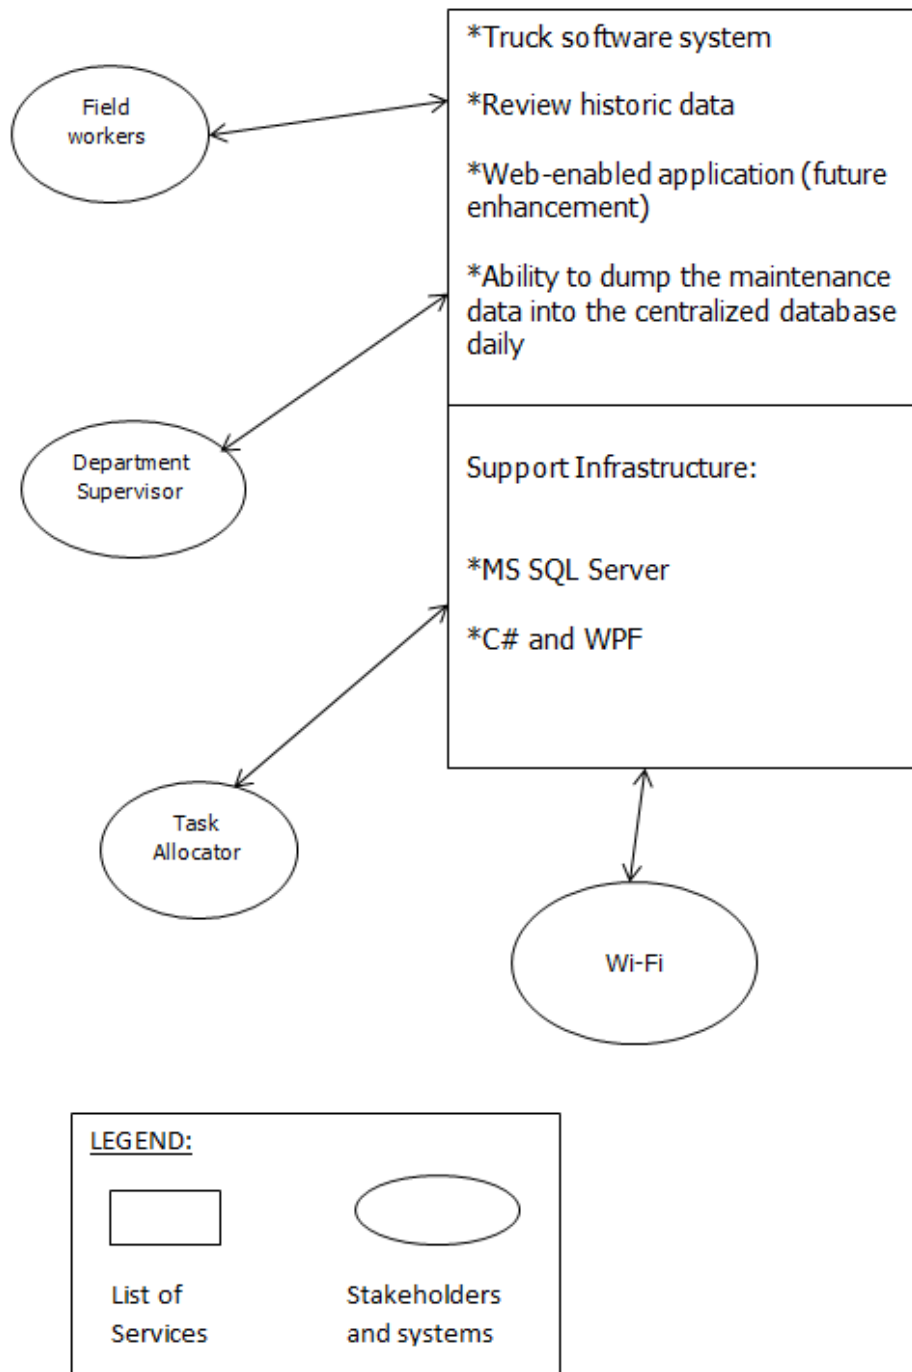 *Truck software system
Field
workers
*Review historic data
*Web-enabled application (future
enhancement)
*Ability to dump the maintenance
data into the centralized database
daily
Department
Supervisor
Support Infrastructure:
*MS SQL Server
*C# and WPF
Task
Allocator
Wi-Fi
LEGEND:
List of
Services
Stakeholders
and systems